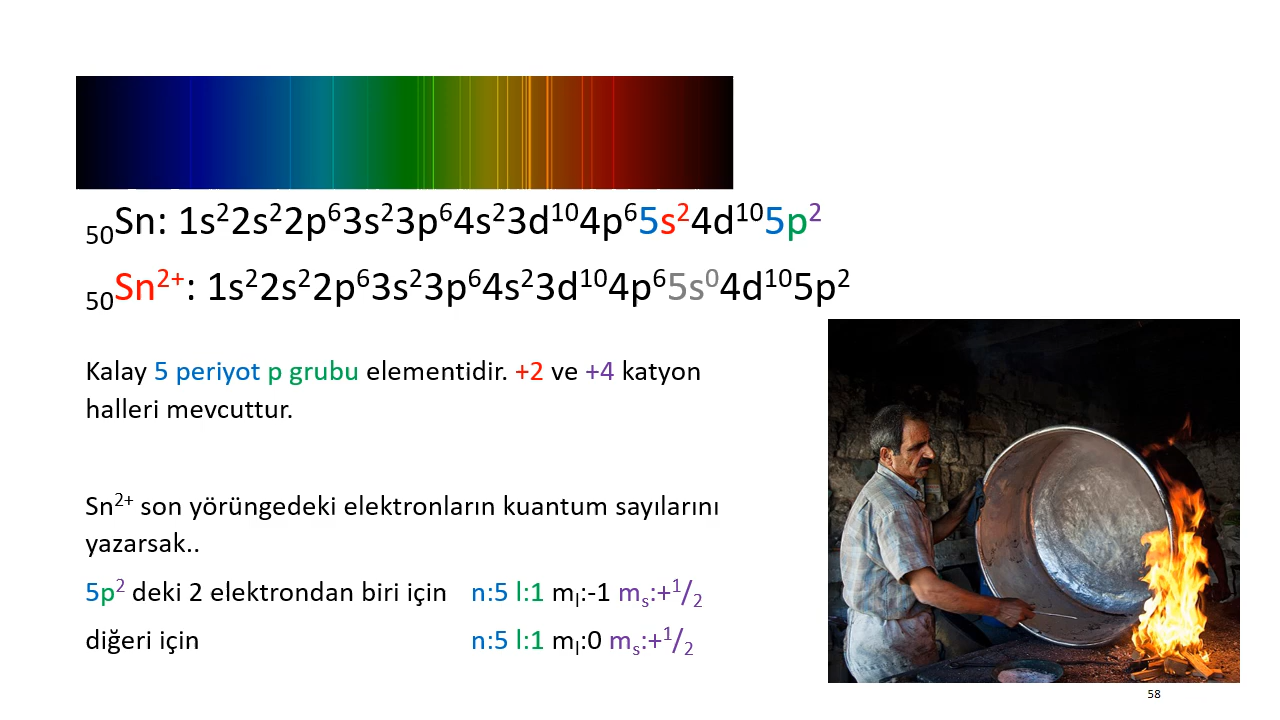 ₅₀Sn: 1s²2s²2p⁶3s²3p⁶4s²3d¹⁰4p⁶5s²4d¹⁰5p²
₅₀Sn²⁺: 1s²2s²2p⁶3s²3p⁶4s²3d¹⁰4p⁶5s⁰4d¹⁰5p²
Kalay 5 periyot p grubu elementidir. +2 ve +4 katyon
halleri mevcuttur.
Sn²⁺ son yörüngedeki elektronların kuantum sayılarını
yazarsak..
5p² deki 2 elektrondan biri için n:5 l:1 mₗ:-1 mₛ:+¹/₂
diğeri için n:5 l:1 mₗ:0 mₛ:+¹/₂
58